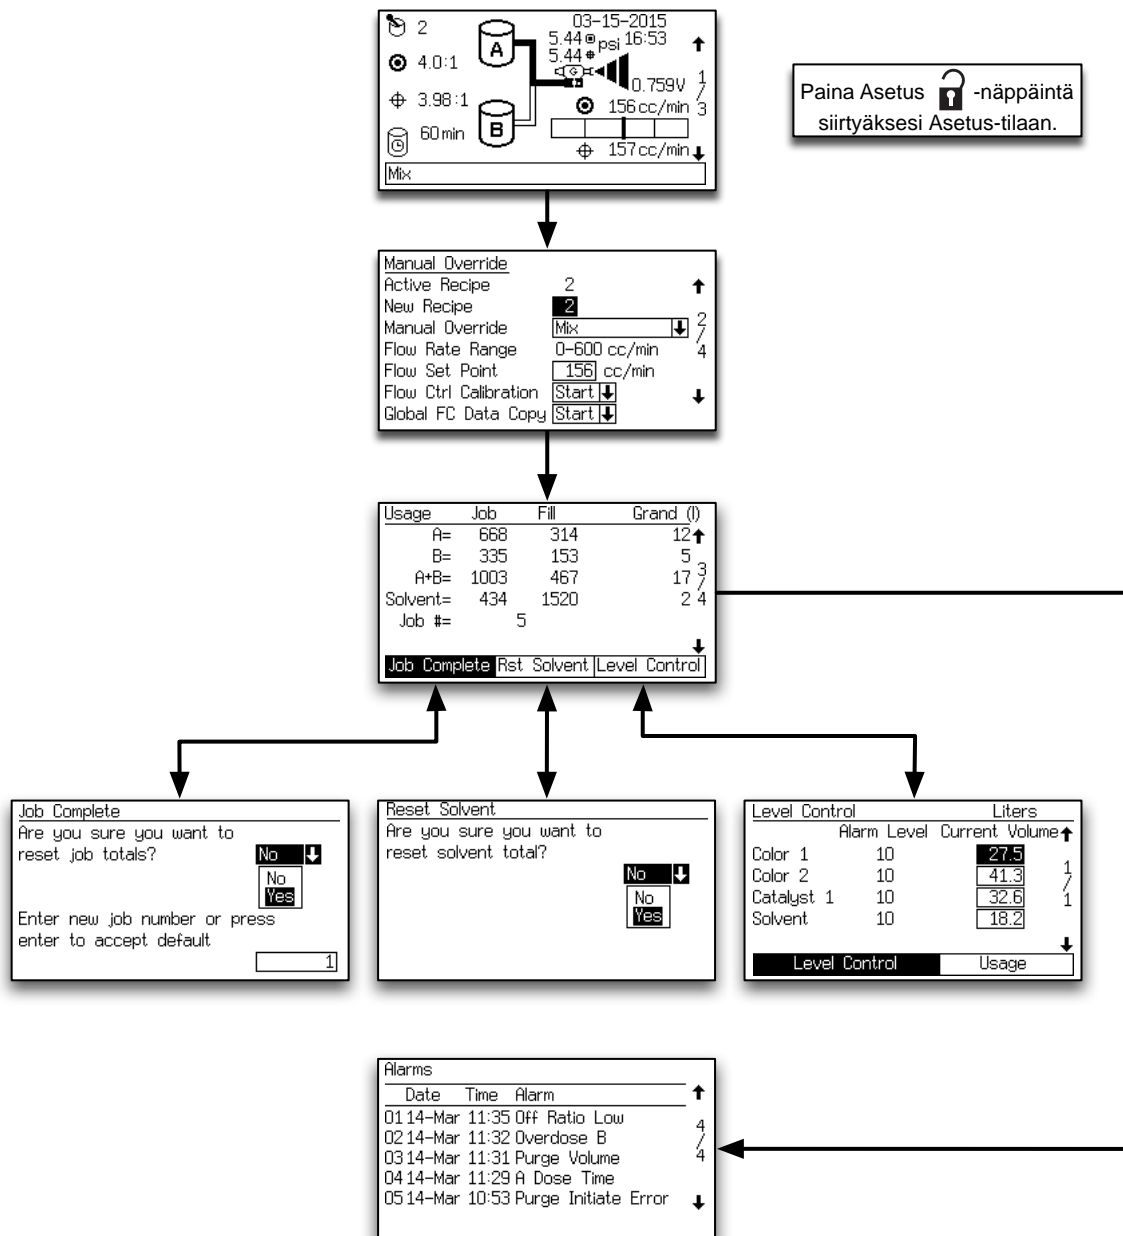 2
03-15-2015
5.44 psi 16:53
5.44
A
G
4.0:1
0.759V
1
/
3
3.98:1
156 cc/min
60 min
B
157 cc/min
Mix
Paina Asetus -näppäintä
siirtyäksesi Asetus-tilaan.
Manual Override
Active Recipe 2
New Recipe 2
Manual Override Mix
Flow Rate Range 0-600 cc/min
Flow Set Point 156 cc/min
Flow Ctrl Calibration Start
Global FC Data Copy Start
2
/
4
Usage Job Fill Grand (l)
A= 668 314 12
B= 335 153 5
A+B= 1003 467 17
Solvent= 434 1520 2
Job #= 5
3
/
4
Job Complete Rst Solvent Level Control
Job Complete
Are you sure you want to
reset job totals? No
No
Yes
Enter new job number or press
enter to accept default
1
Reset Solvent
Are you sure you want to
reset solvent total?
No
No
Yes
Level Control Liters
Alarm Level Current Volume
Color 1 10 27.5
Color 2 10 41.3
Catalyst 1 10 32.6
Solvent 10 18.2
1
/
1
Level Control Usage
Alarms
Date Time Alarm
01 14-Mar 11:35 Off Ratio Low
02 14-Mar 11:32 Overdose B
03 14-Mar 11:31 Purge Volume
04 14-Mar 11:29 A Dose Time
05 14-Mar 10:53 Purge Initiate Error
4
/
4